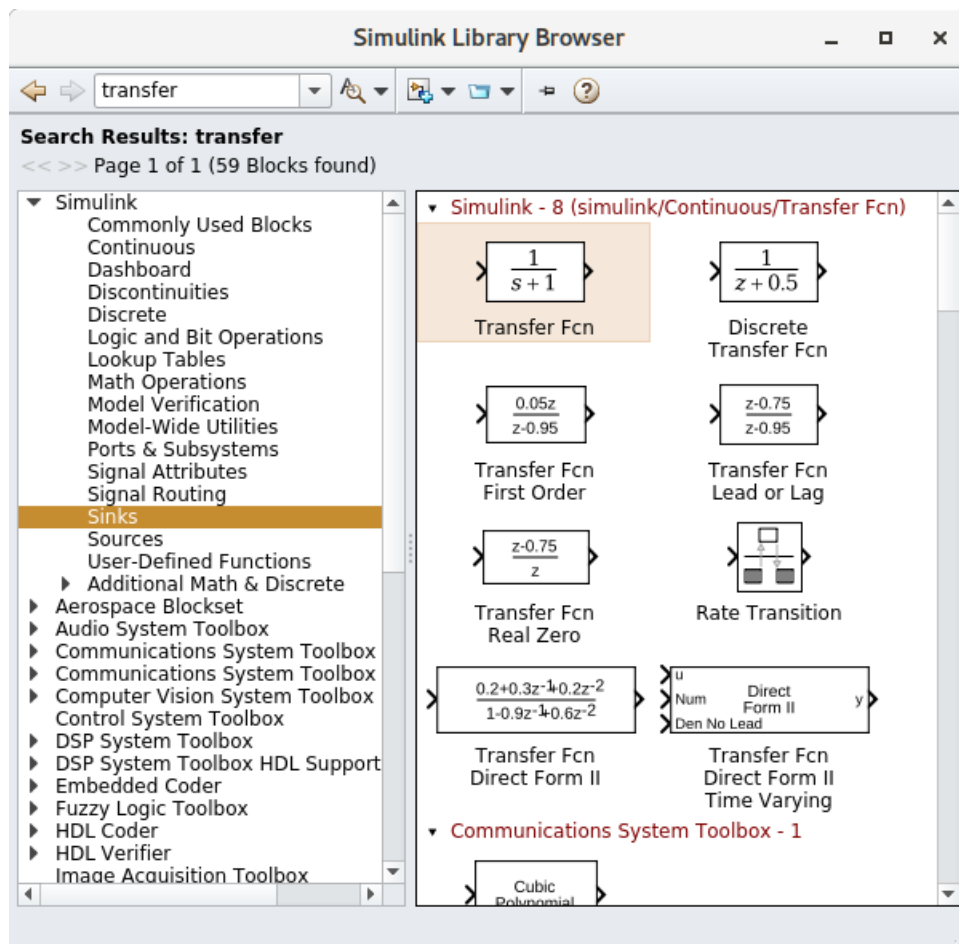 Simulink Library Browser
transfer
Search Results: transfer
<< >> Page 1 of 1 (59 Blocks found)
Simulink
Commonly Used Blocks
Continuous
Dashboard
Discontinuities
Discrete
Logic and Bit Operations
Lookup Tables
Math Operations
Model Verification
Model-Wide Utilities
Ports & Subsystems
Signal Attributes
Signal Routing
Sinks
Sources
User-Defined Functions
Additional Math & Discrete
Aerospace Blockset
Audio System Toolbox
Communications System Toolbox
Communications System Toolbox
Computer Vision System Toolbox
Control System Toolbox
DSP System Toolbox
DSP System Toolbox HDL Support
Embedded Coder
Fuzzy Logic Toolbox
HDL Coder
HDL Verifier
Image Acquisition Toolbox
Simulink - 8 (simulink/Continuous/Transfer Fcn)
1
s+1
Transfer Fcn
1
z+0.5
Discrete
Transfer Fcn
0.05z
z-0.95
Transfer Fcn
First Order
z-0.75
z-0.95
Transfer Fcn
Lead or Lag
z-0.75
z
Transfer Fcn
Real Zero
Rate Transition
0.2+0.3z-1+0.2z-2
1-0.9z-1+0.6z-2
Transfer Fcn
Direct Form II
u
Num
Den No Lead
Direct
Form II
y
Transfer Fcn
Direct Form II
Time Varying
Communications System Toolbox - 1
Cubic
Polynomial